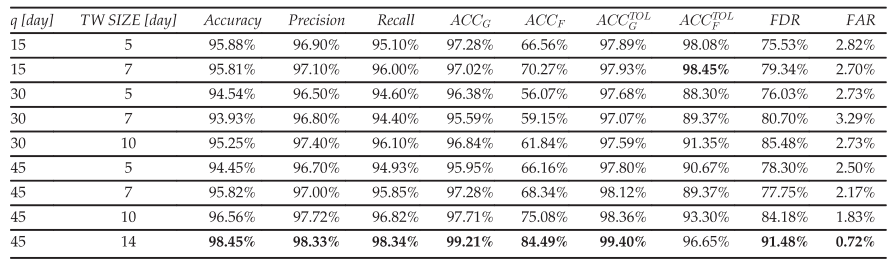 q [day] TW SIZE [day] Accuracy Precision Recall ACC_G ACC_F ACC_G^TOL ACC_F^TOL FDR FAR
15 5 95.88% 96.90% 95.10% 97.28% 66.56% 97.89% 98.08% 75.53% 2.82%
15 7 95.81% 97.10% 96.00% 97.02% 70.27% 97.93% 98.45% 79.34% 2.70%
30 5 94.54% 96.50% 94.60% 96.38% 56.07% 97.68% 88.30% 76.03% 2.73%
30 7 93.93% 96.80% 94.40% 95.59% 59.15% 97.07% 89.37% 80.70% 3.29%
30 10 95.25% 97.40% 96.10% 96.84% 61.84% 97.59% 91.35% 85.48% 2.73%
45 5 94.45% 96.70% 94.93% 95.95% 66.16% 97.80% 90.67% 78.30% 2.50%
45 7 95.82% 97.00% 95.85% 97.28% 68.34% 98.12% 89.37% 77.75% 2.17%
45 10 96.56% 97.72% 96.82% 97.71% 75.08% 98.36% 93.30% 84.18% 1.83%
45 14 98.45% 98.33% 98.34% 99.21% 84.49% 99.40% 96.65% 91.48% 0.72%